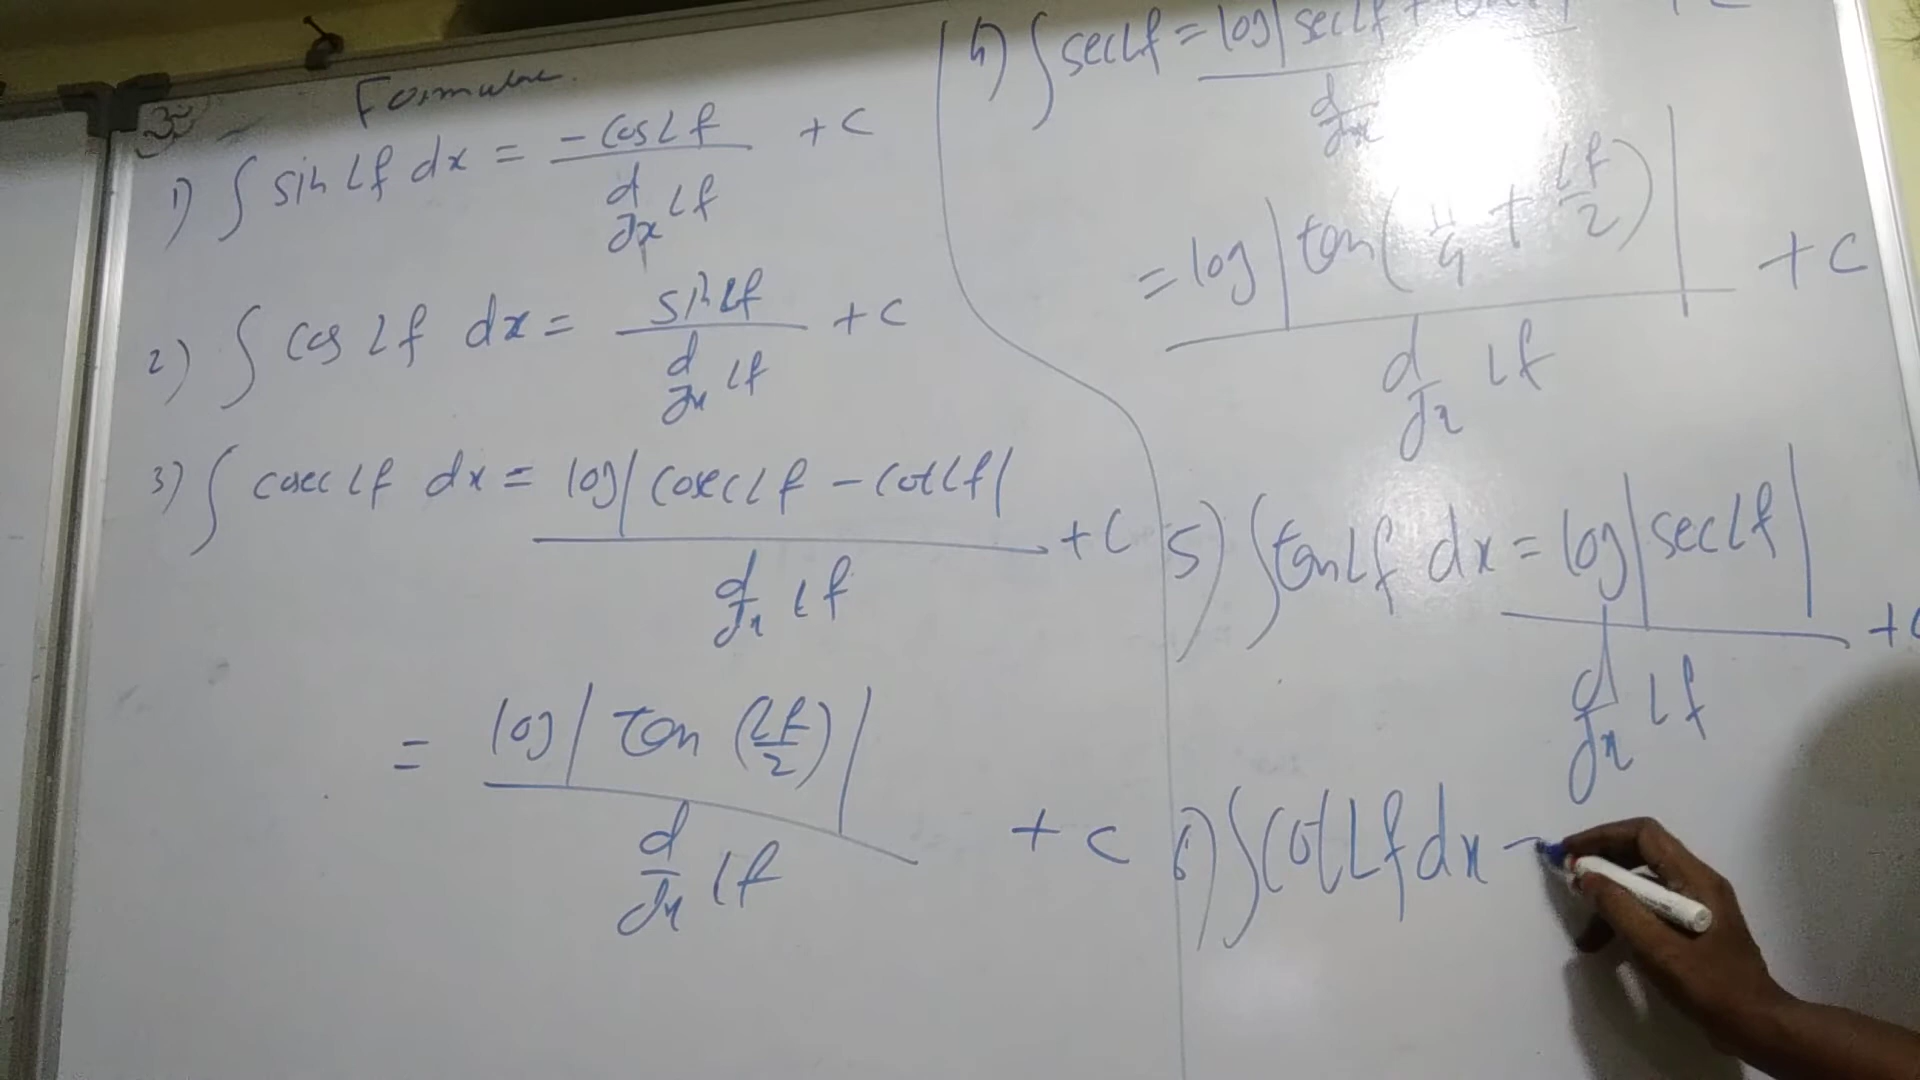 Formulae.
1) ∫ sin Lf dx = -cos Lf / d/dx Lf + c
2) ∫ cos Lf dx = sin Lf / d/dx Lf + c
3) ∫ cosec Lf dx = log|cosec Lf - cot Lf| / d/dx Lf + c
= log|tan (Lf/2)| / d/dx Lf + c
4) ∫ sec Lf = log|sec Lf + / d/dx
= log|tan(π/4 + Lf/2)| / d/dx Lf + c
5) ∫ tan Lf dx = log|sec Lf| / d/dx Lf + c
6) ∫ cot Lf dx -